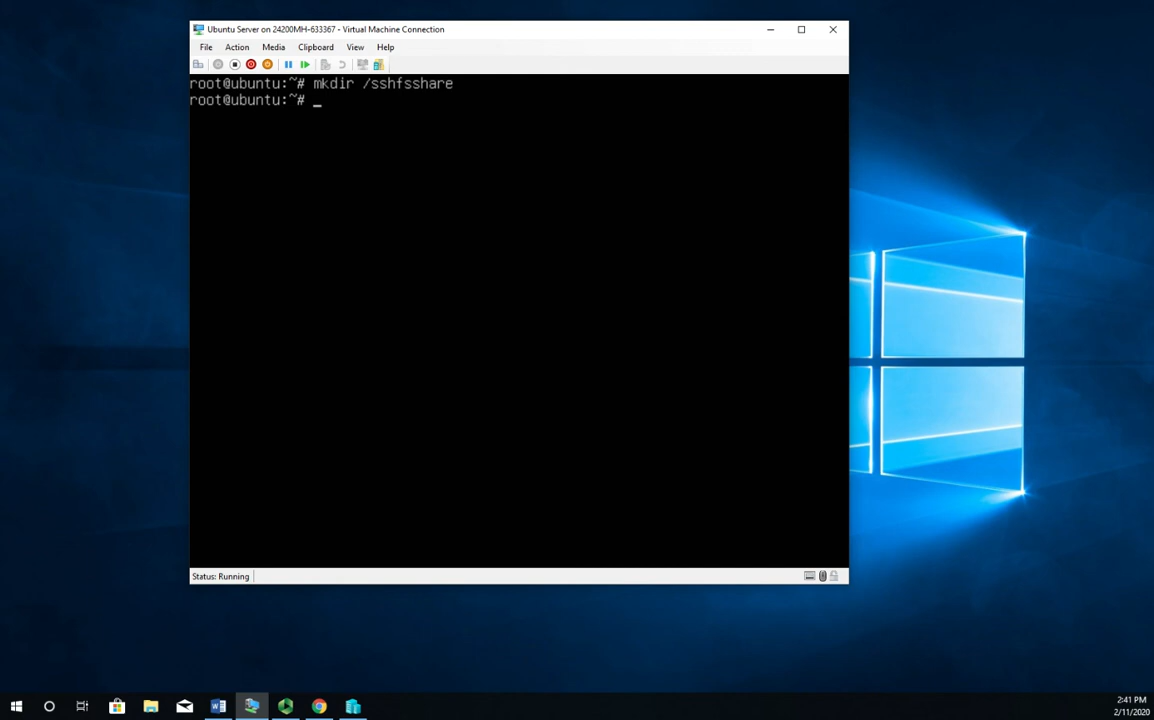 Ubuntu Server on 24200MH-633367 - Virtual Machine Connection
File Action Media Clipboard View Help
root@ubuntu:~# mkdir /sshfsshare
root@ubuntu:~# _
Status: Running
2:41 PM
2/11/2020